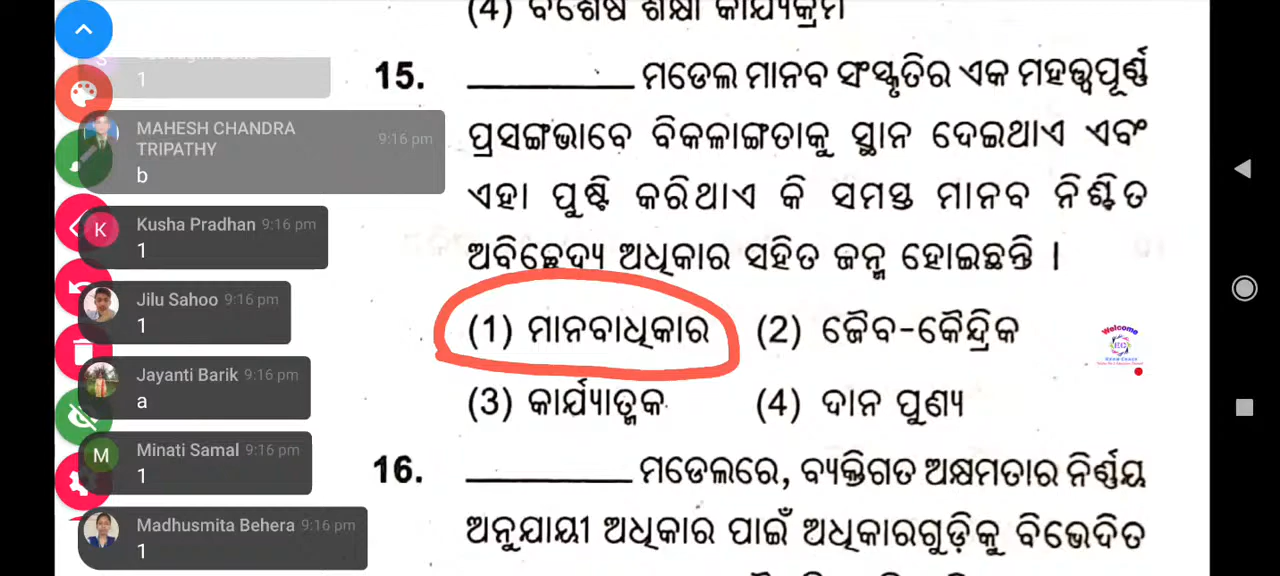 (4) ବିଶେଷ ଶିକ୍ଷା କାର୍ଯ୍ୟକ୍ରମ
1
MAHESH CHANDRA
TRIPATHY
9:16 pm
b
Kusha Pradhan 9:16 pm
1
Jilu Sahoo 9:16 pm
1
Jayanti Barik 9:16 pm
a
Minati Samal 9:16 pm
1
Madhusmita Behera 9:16 pm
1
15. ________ ମଡେଲ ମାନବ ସଂସ୍କୃତିର ଏକ ମହତ୍ତ୍ୱପୂର୍ଣ୍ଣ
ପ୍ରସଙ୍ଗଭାବେ ବିକଳାଙ୍ଗତାକୁ ସ୍ଥାନ ଦେଇଥାଏ ଏବଂ
ଏହା ପୁଷ୍ଟି କରିଥାଏ କି ସମସ୍ତ ମାନବ ନିଶ୍ଚିତ
ଅବିଚ୍ଛେଦ୍ୟ ଅଧିକାର ସହିତ ଜନ୍ମ ହୋଇଛନ୍ତି ।
(1) ମାନବାଧିକାର (2) ଜୈବ-କୈନ୍ଦ୍ରିକ
(3) କାର୍ଯ୍ୟାତ୍ମକ (4) ଦାନ ପୁଣ୍ୟ
Welcome
16. ________ ମଡେଲରେ, ବ୍ୟକ୍ତିଗତ ଅକ୍ଷମତାର ନିର୍ଣ୍ଣୟ
ଅନୁଯାୟୀ ଅଧିକାର ପାଇଁ ଅଧିକାରଗୁଡ଼ିକୁ ବିଭେଦିତ